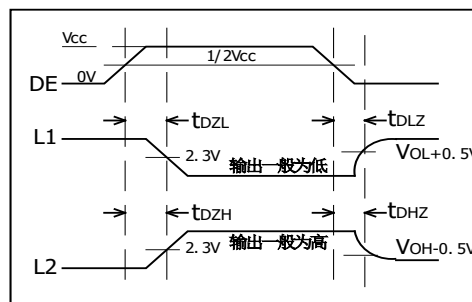 Vcc
1/2Vcc
DE 0V
tDZL
tDLZ
L1
2.3V
输出一般为低
VOL+0.5V
tDZH
tDHZ
L2
2.3V
输出一般为高
VOH-0.5V